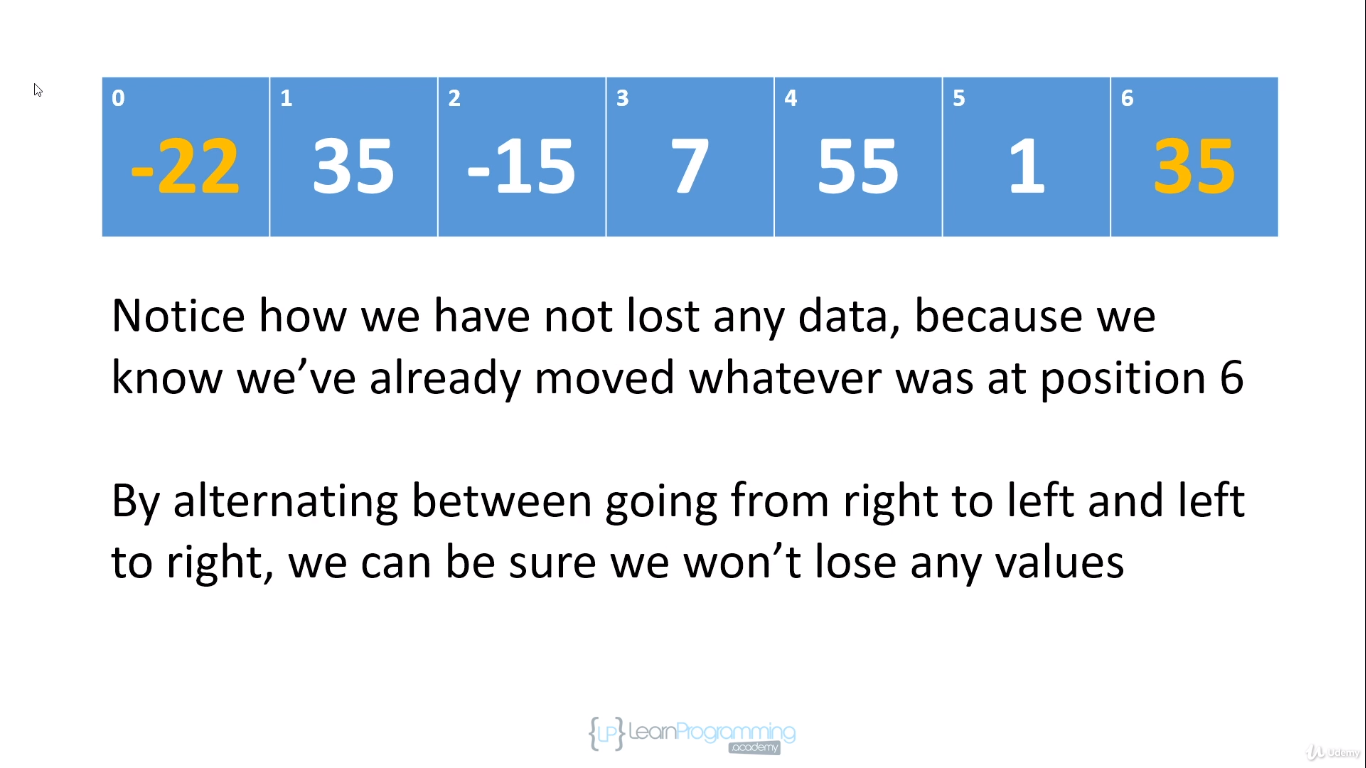 0 1 2 3 4 5 6
-22 35 -15 7 55 1 35
Notice how we have not lost any data, because we
know we’ve already moved whatever was at position 6
By alternating between going from right to left and left
to right, we can be sure we won’t lose any values
{LP} LearnProgramming
.academy
Udemy